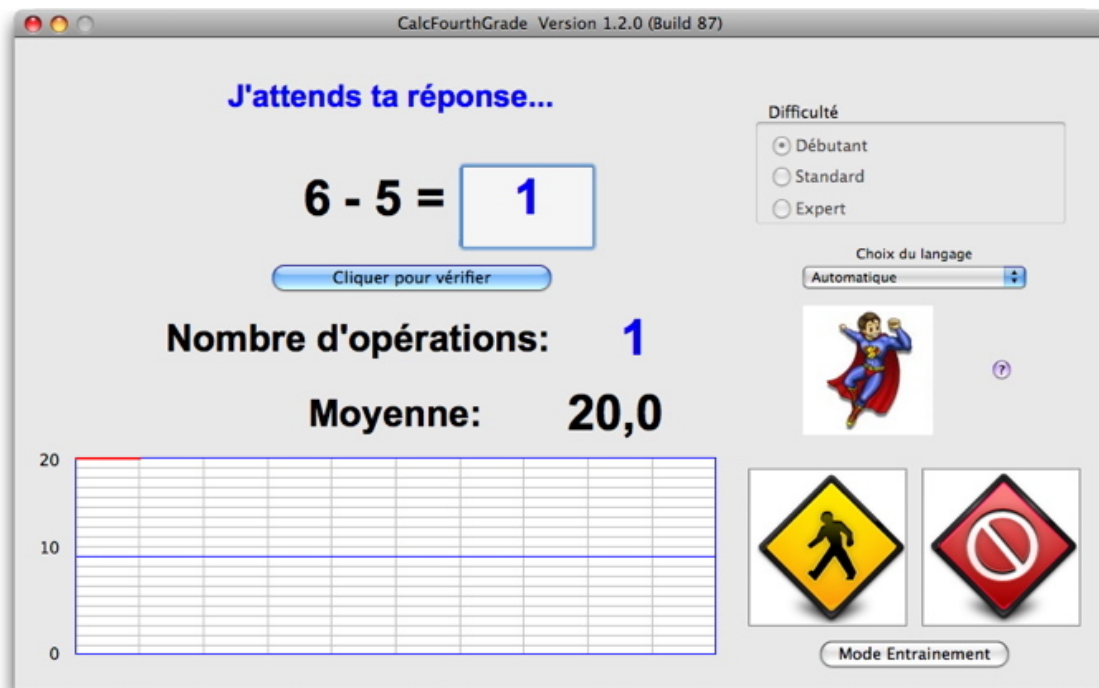 CalcFourthGrade Version 1.2.0 (Build 87)
J'attends ta réponse...
6 - 5 = 1
Cliquer pour vérifier
Nombre d'opérations: 1
Moyenne: 20,0
20
10
0
Difficulté
Débutant
Standard
Expert
Choix du langage
Automatique
?
Mode Entrainement